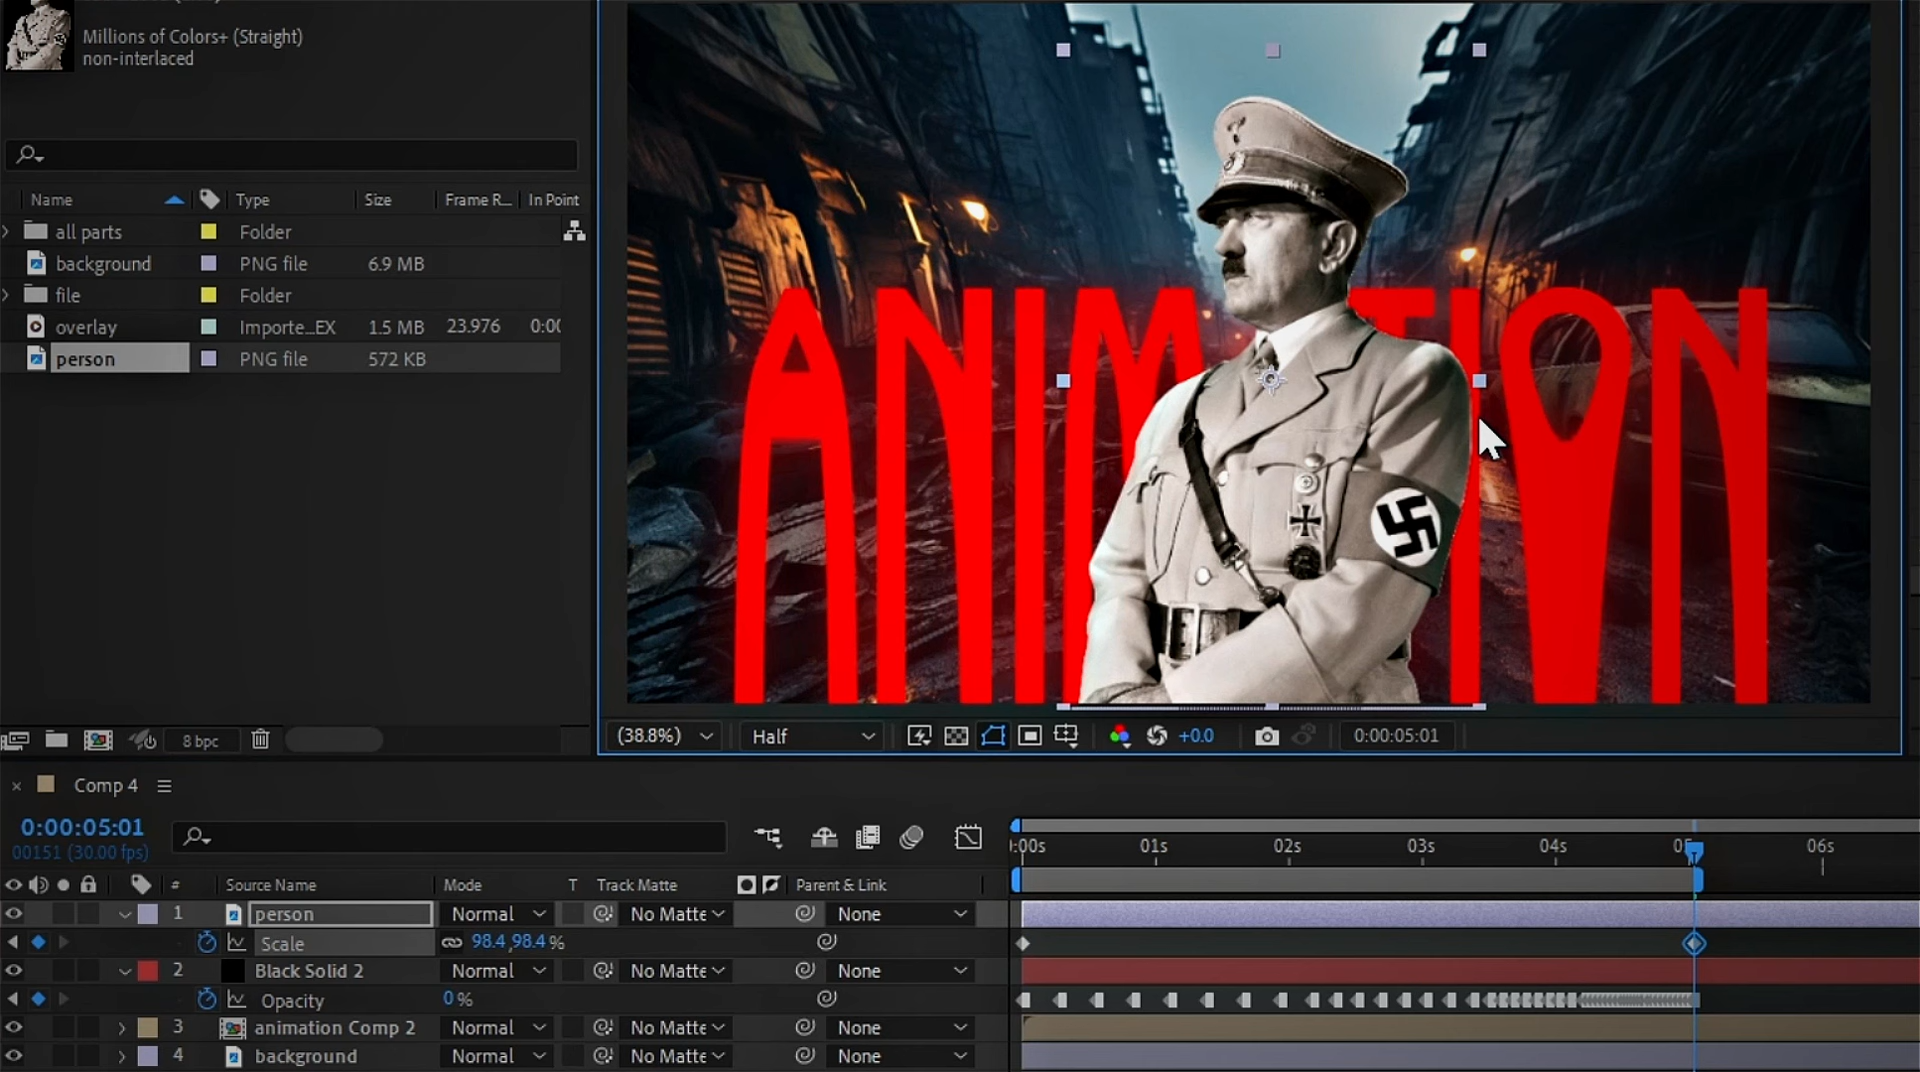 Millions of Colors+ (Straight)
non-interlaced
Name Type Size Frame R... In Point
all parts Folder
background PNG file 6.9 MB
file Folder
overlay Importe...EX 1.5 MB 23.976 0:00
person PNG file 572 KB
ANIMATION
8 bpc
(38.8%) Half +0.0 0:00:05:01
Comp 4
0:00:05:01
00151 (30.00 fps)
:00s 01s 02s 03s 04s 05 06s
# Source Name Mode T Track Matte Parent & Link
1 person Normal No Matte None
Scale 98.4,98.4 %
2 Black Solid 2 Normal No Matte None
Opacity 0 %
3 animation Comp 2 Normal No Matte None
4 background Normal No Matte None